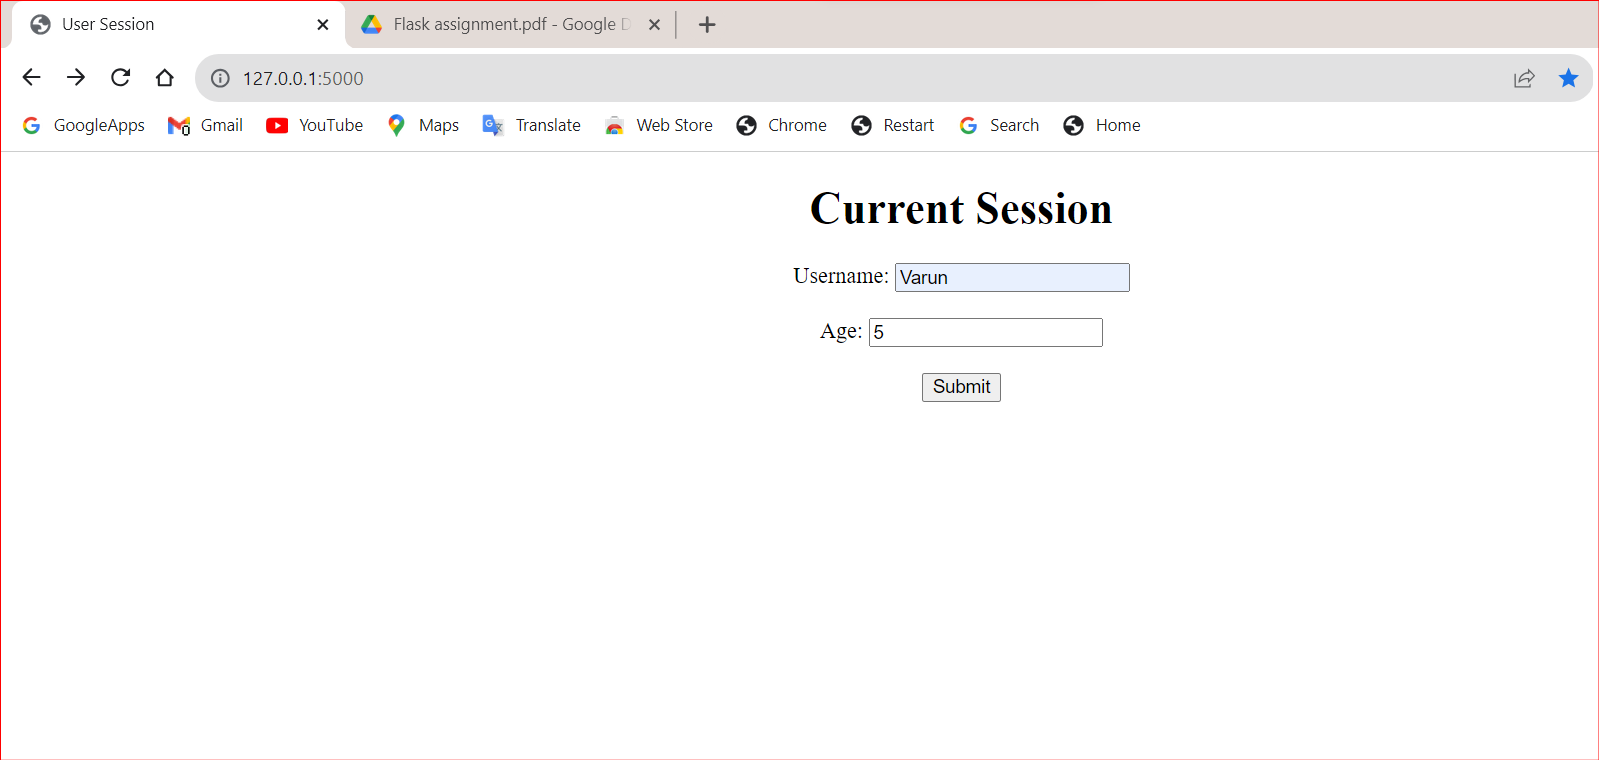 User Session
Flask assignment.pdf - Google D
127.0.0.1:5000
GoogleApps Gmail YouTube Maps Translate Web Store Chrome Restart Search Home
Current Session
Username: Varun
Age: 5
Submit